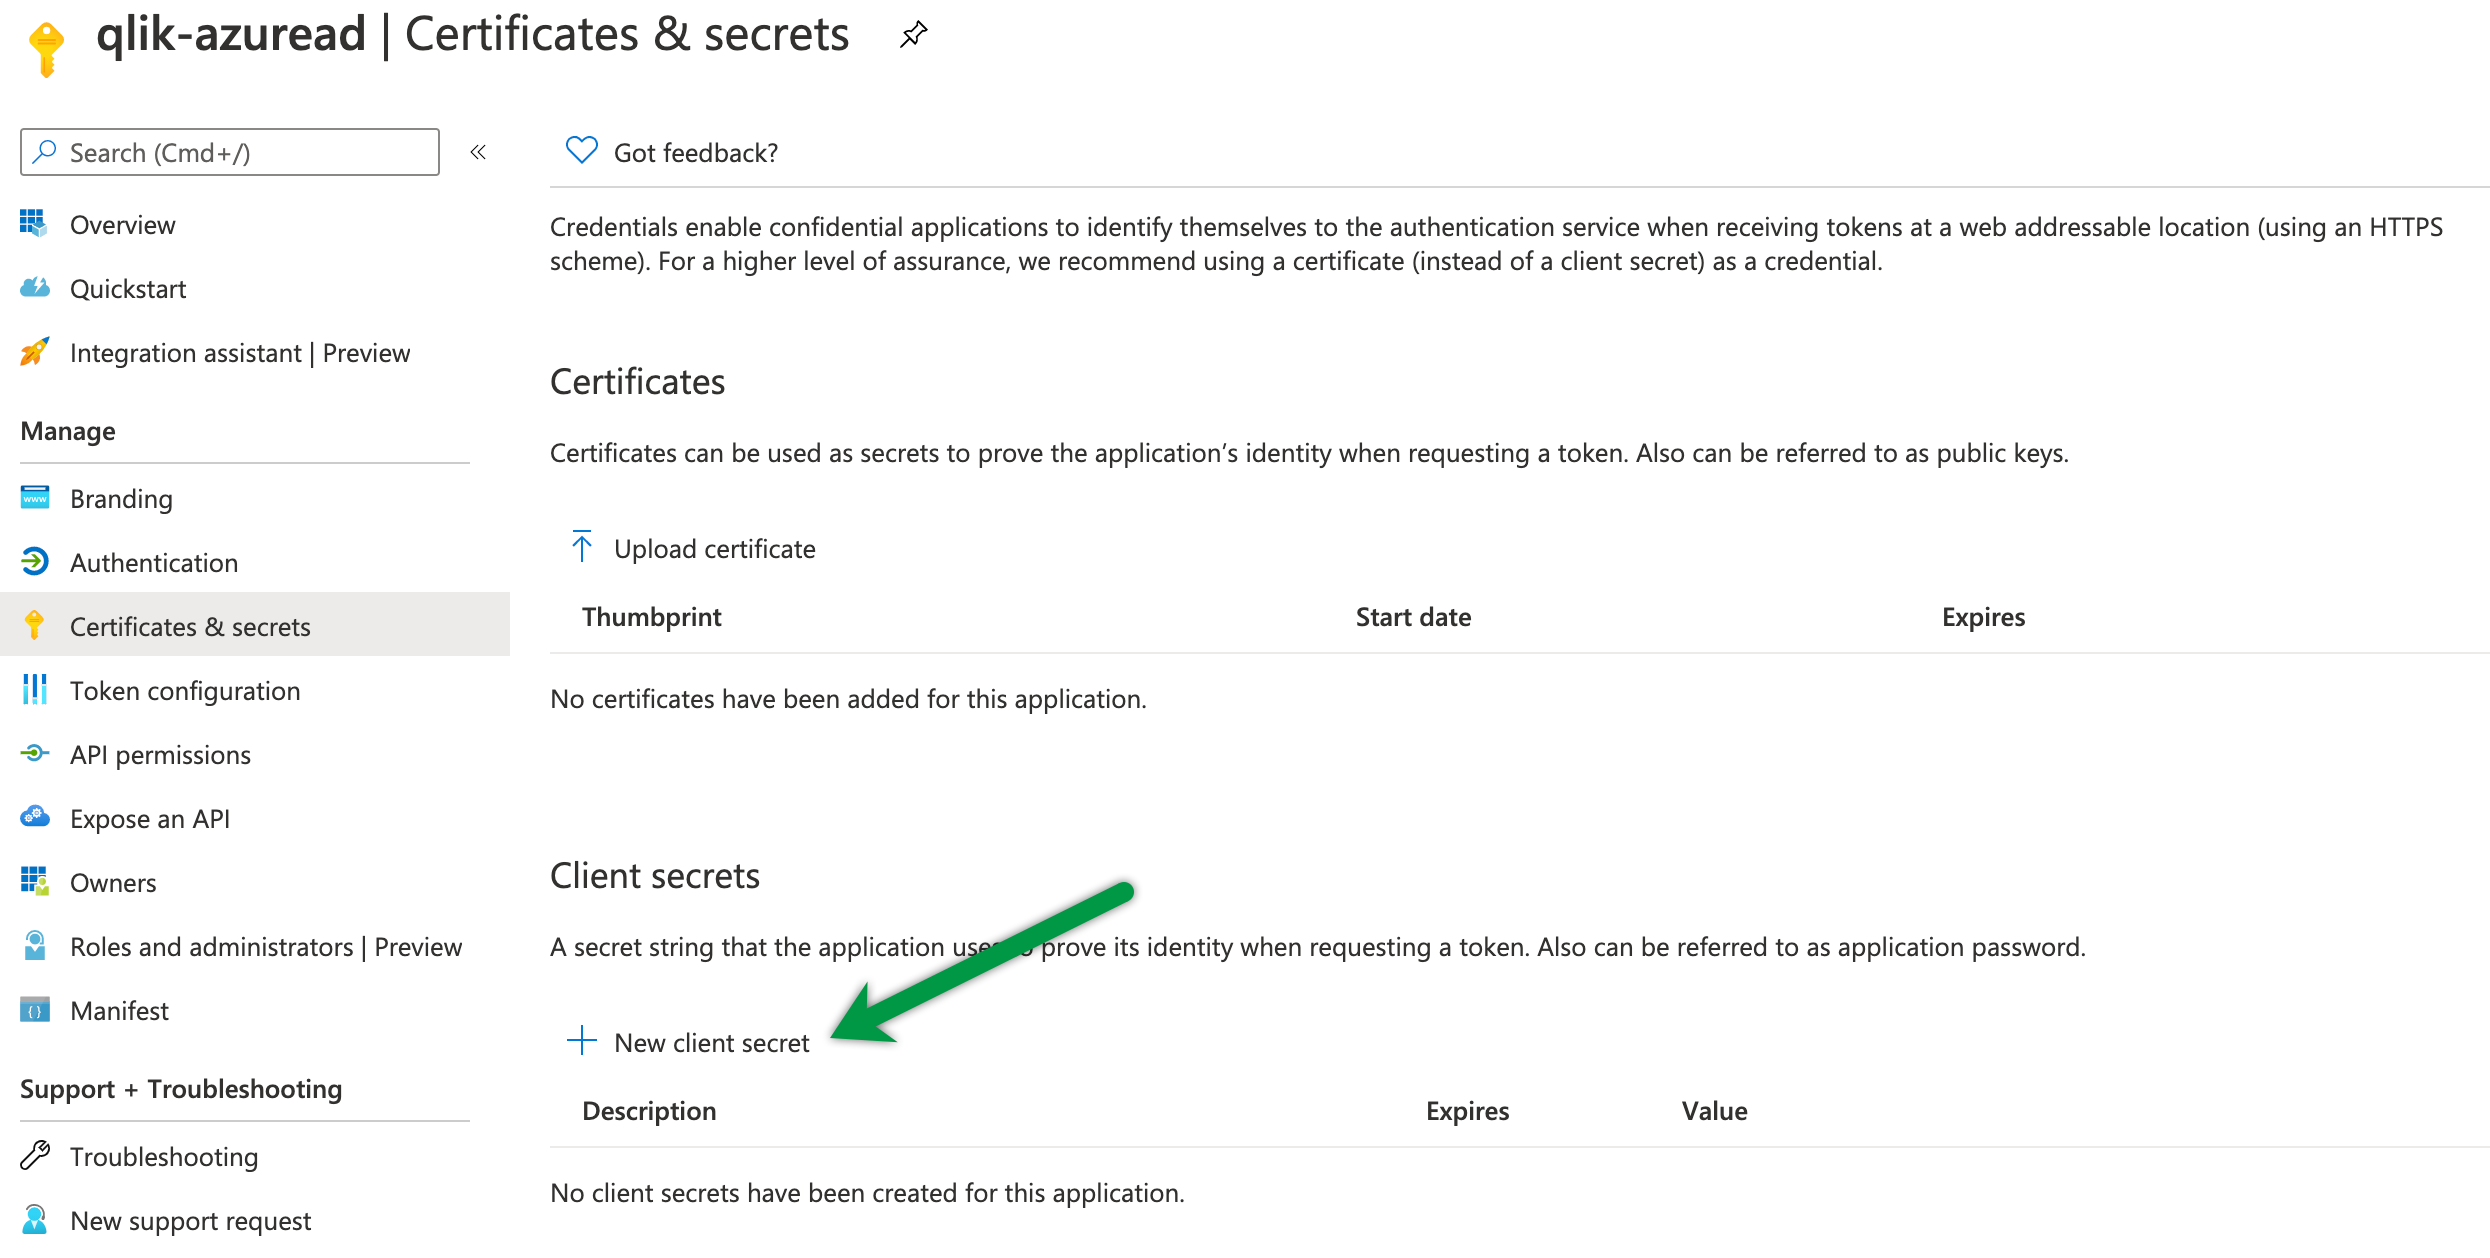 qlik-azuread | Certificates & secrets
Search (Cmd+/)
«
Overview
Quickstart
Integration assistant | Preview
Manage
Branding
Authentication
Certificates & secrets
Token configuration
API permissions
Expose an API
Owners
Roles and administrators | Preview
Manifest
Support + Troubleshooting
Troubleshooting
New support request
Got feedback?
Credentials enable confidential applications to identify themselves to the authentication service when receiving tokens at a web addressable location (using an HTTPS
scheme). For a higher level of assurance, we recommend using a certificate (instead of a client secret) as a credential.
Certificates
Certificates can be used as secrets to prove the application’s identity when requesting a token. Also can be referred to as public keys.
Upload certificate
Thumbprint Start date Expires
No certificates have been added for this application.
Client secrets
A secret string that the application uses to prove its identity when requesting a token. Also can be referred to as application password.
New client secret
Description Expires Value
No client secrets have been created for this application.